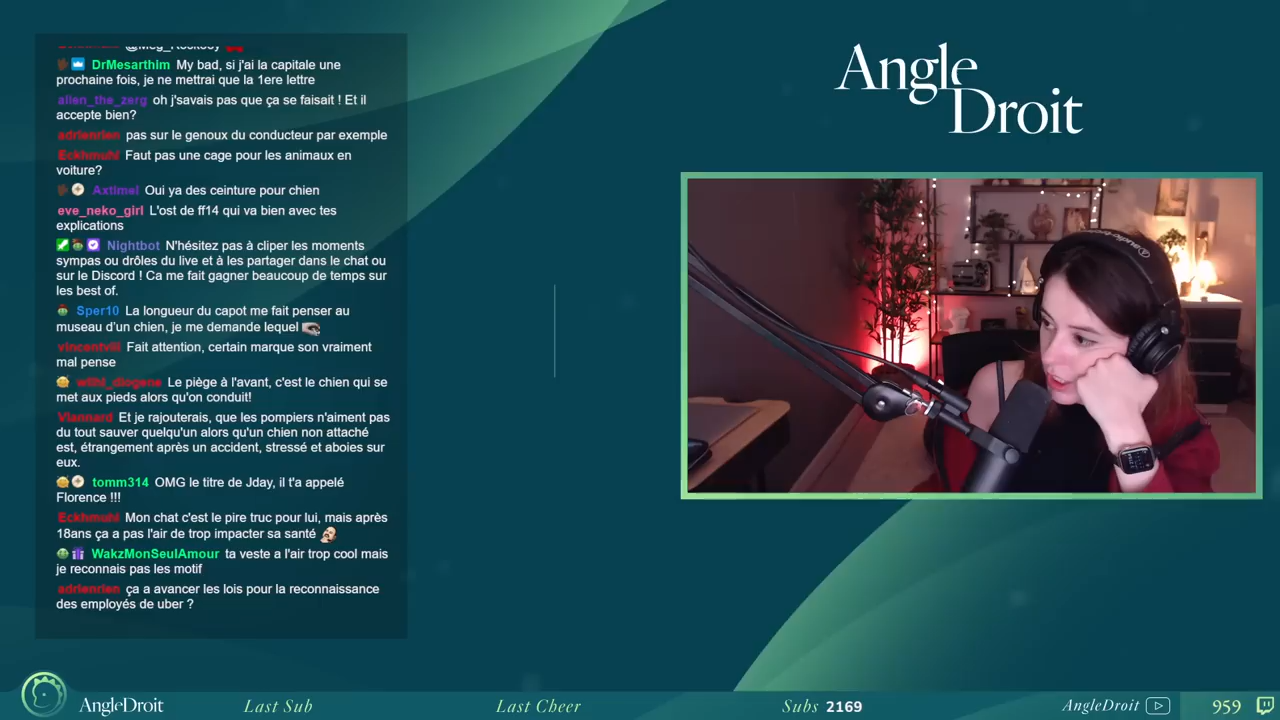 DrMesarthim My bad, si j'ai la capitale une
prochaine fois, je ne mettrai que la 1ere lettre
alien_the_zerg oh j'savais pas que ça se faisait ! Et il
accepte bien?
adrienrien pas sur le genoux du conducteur par exemple
Eckhmuhl Faut pas une cage pour les animaux en
voiture?
Axtimel Oui ya des ceinture pour chien
eve_neko_girl L'ost de ff14 qui va bien avec tes
explications
Nightbot N'hésitez pas à cliper les moments
sympas ou drôles du live et à les partager dans le chat ou
sur le Discord ! Ca me fait gagner beaucoup de temps sur
les best of.
Sper10 La longueur du capot me fait penser au
museau d'un chien, je me demande lequel
Fait attention, certain marque son vraiment
mal pense
Le piège à l'avant, c'est le chien qui se
met aux pieds alors qu'on conduit!
Et je rajouterais, que les pompiers n'aiment pas
du tout sauver quelqu'un alors qu'un chien non attaché
est, étrangement après un accident, stressé et aboies sur
eux.
tomm314 OMG le titre de Jday, il t'a appelé
Florence !!!
Eckhmuhl Mon chat c'est le pire truc pour lui, mais après
18ans ça a pas l'air de trop impacter sa santé
WakzMonSeulAmour ta veste a l'air trop cool mais
je reconnais pas les motif
adrienrien ça a avancer les lois pour la reconnaissance
des employés de uber ?
Angle
Droit
AngleDroit Last Sub Last Cheer Subs 2169 AngleDroit 959